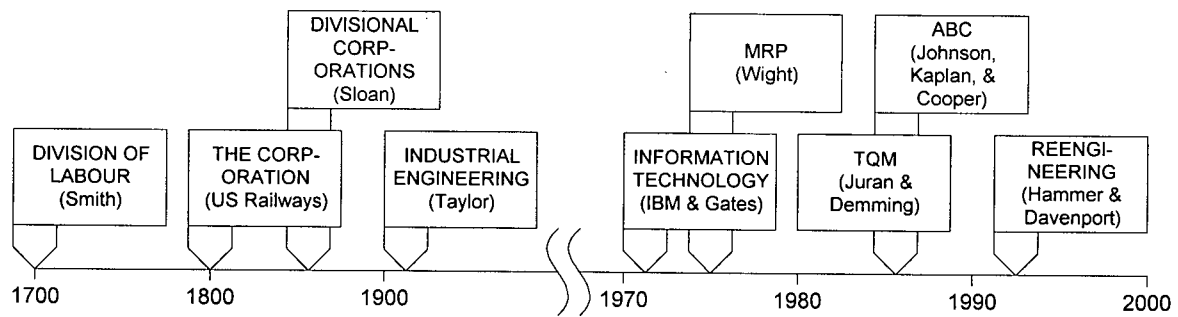 DIVISION OF
LABOUR
(Smith)
THE CORP-
ORATION
(US Railways)
DIVISIONAL
CORP-
ORATIONS
(Sloan)
INDUSTRIAL
ENGINEERING
(Taylor)
INFORMATION
TECHNOLOGY
(IBM & Gates)
MRP
(Wight)
TQM
(Juran &
Demming)
ABC
(Johnson,
Kaplan, &
Cooper)
REENGI-
NEERING
(Hammer &
Davenport)
1700
1800
1900
1970
1980
1990
2000